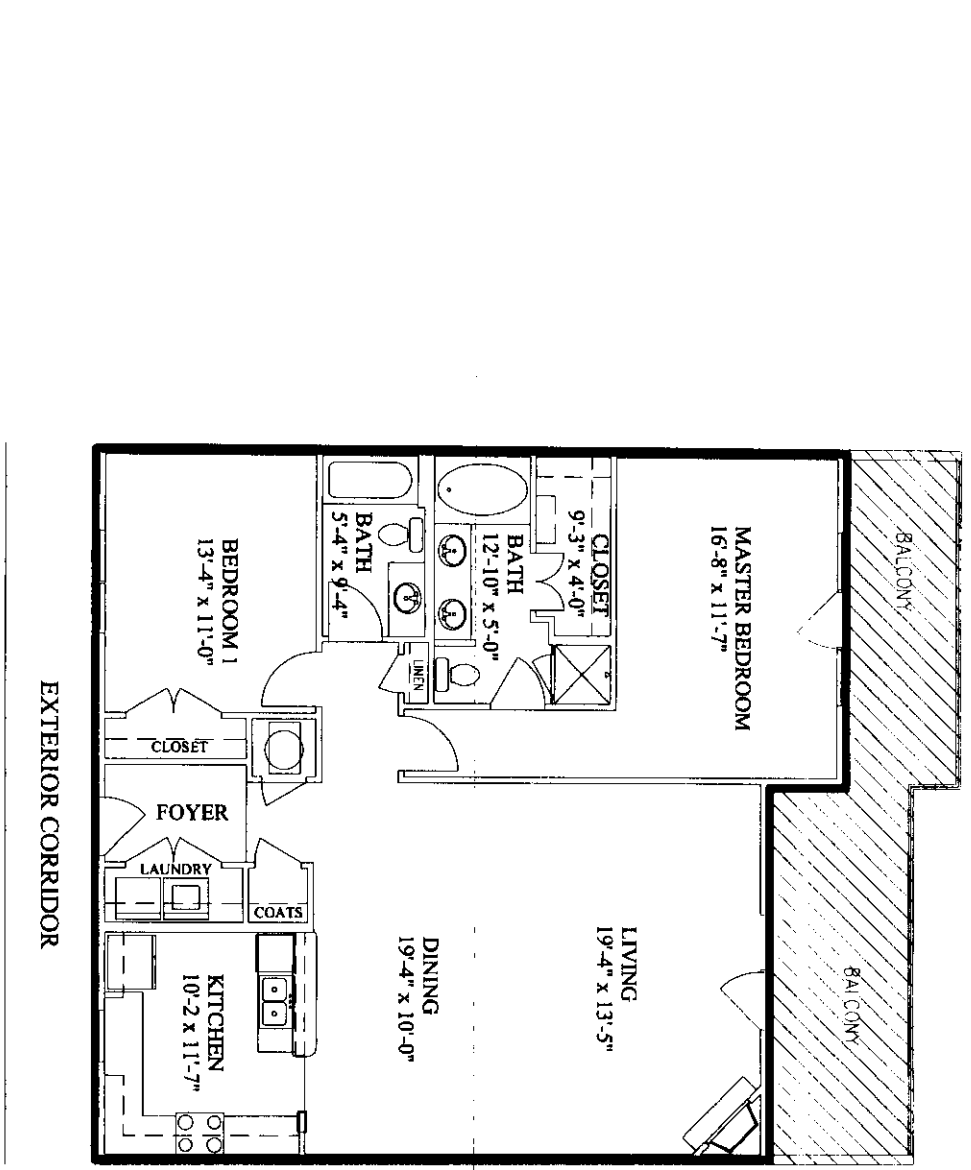 BALCONY
MASTER BEDROOM
16'-8" x 11'-7"
CLOSET
9'-3" x 4'-0"
BATH
12'-10" x 5'-0"
LINEN
BATH
5'-4" x 9'-4"
BEDROOM 1
13'-4" x 11'-0"
CLOSET
FOYER
LAUNDRY
COATS
BALCONY
LIVING
19'-4" x 13'-5"
DINING
19'-4" x 10'-0"
KITCHEN
10'-2 x 11'-7"
EXTERIOR CORRIDOR